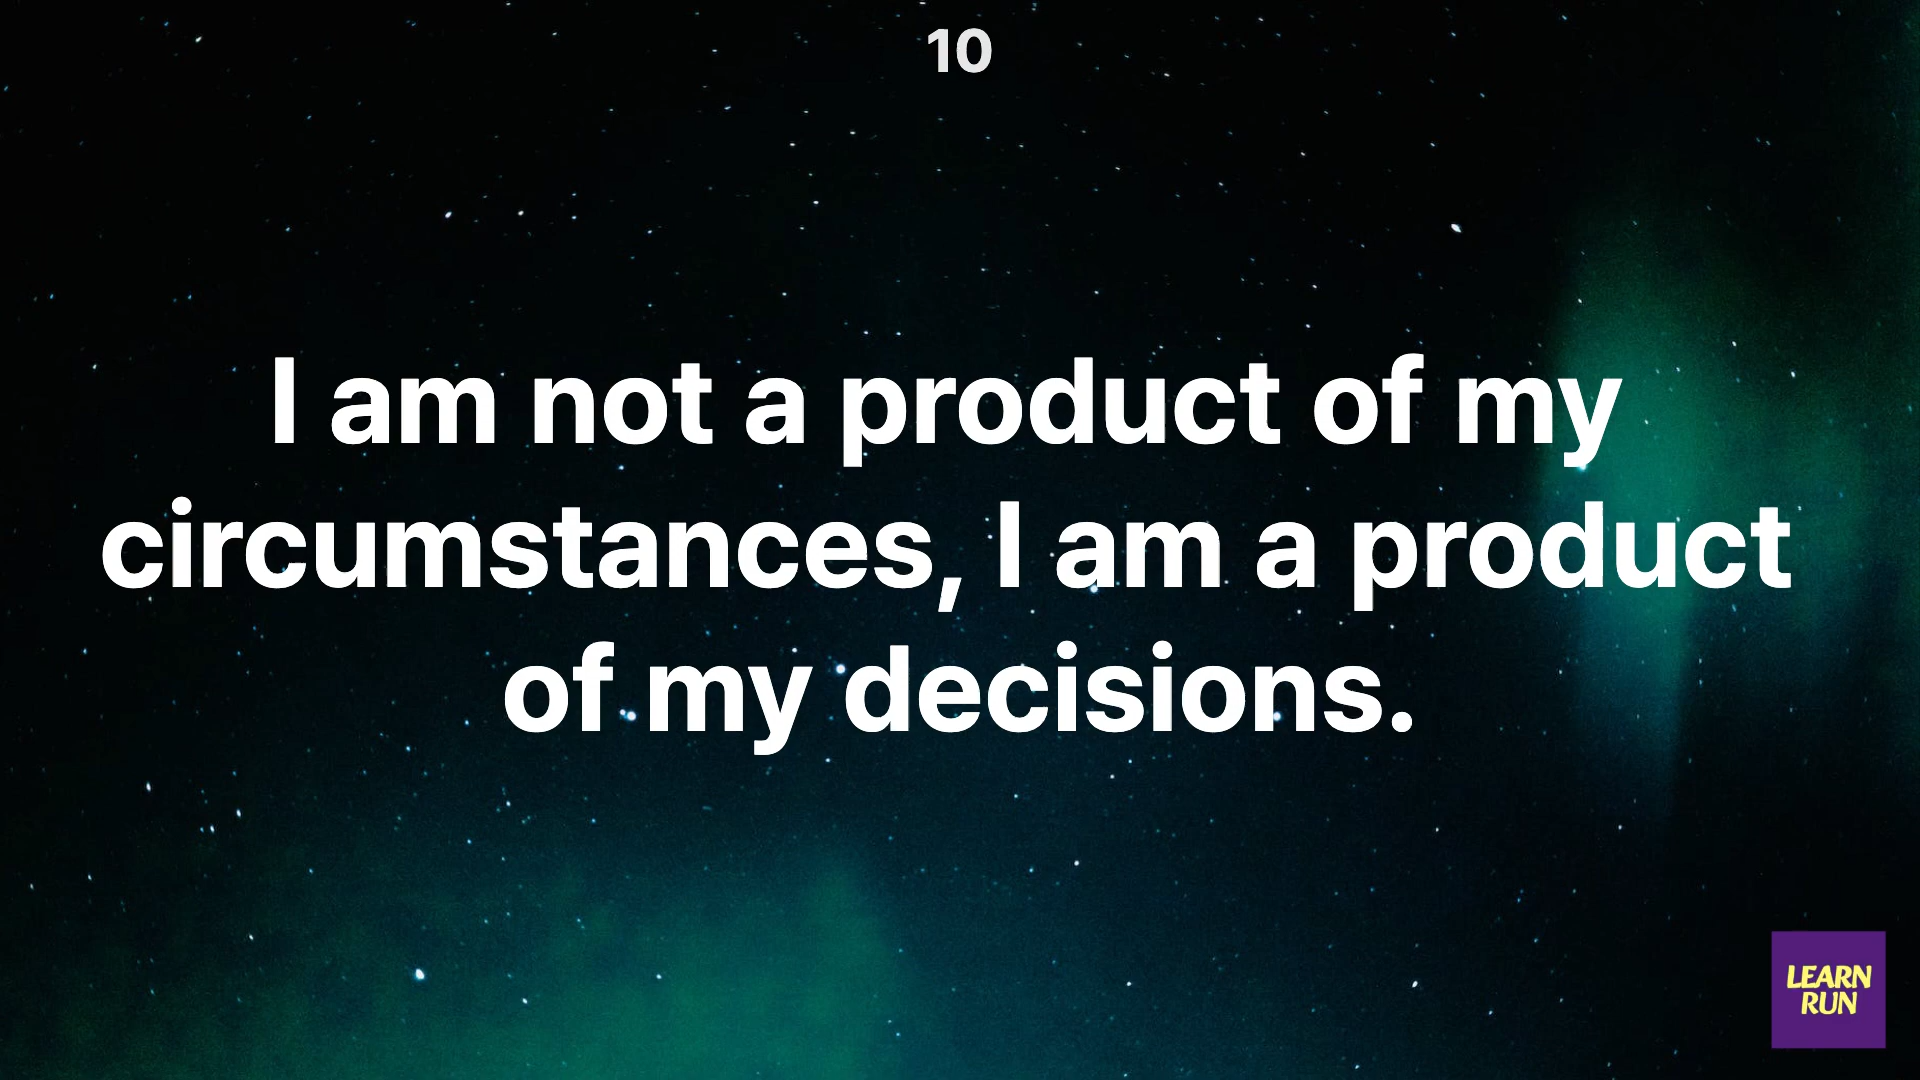 10
I am not a product of my
circumstances, I am a product
of my decisions.
LEARN
RUN